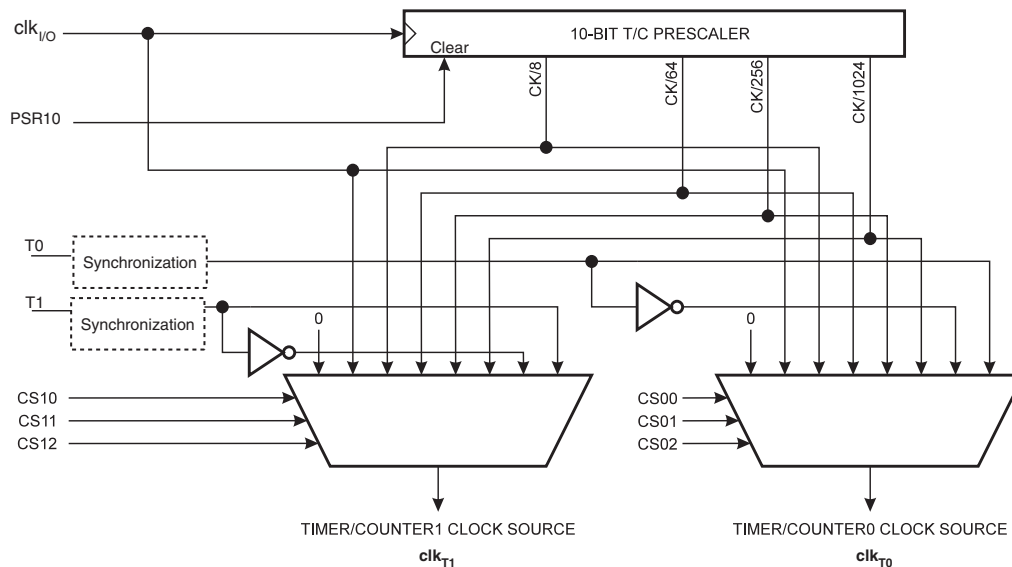 clkI/O
10-BIT T/C PRESCALER
Clear
PSR10
CK/8
CK/64
CK/256
CK/1024
T0
Synchronization
T1
Synchronization
0
0
CS10
CS11
CS12
CS00
CS01
CS02
TIMER/COUNTER1 CLOCK SOURCE
clkT1
TIMER/COUNTER0 CLOCK SOURCE
clkT0